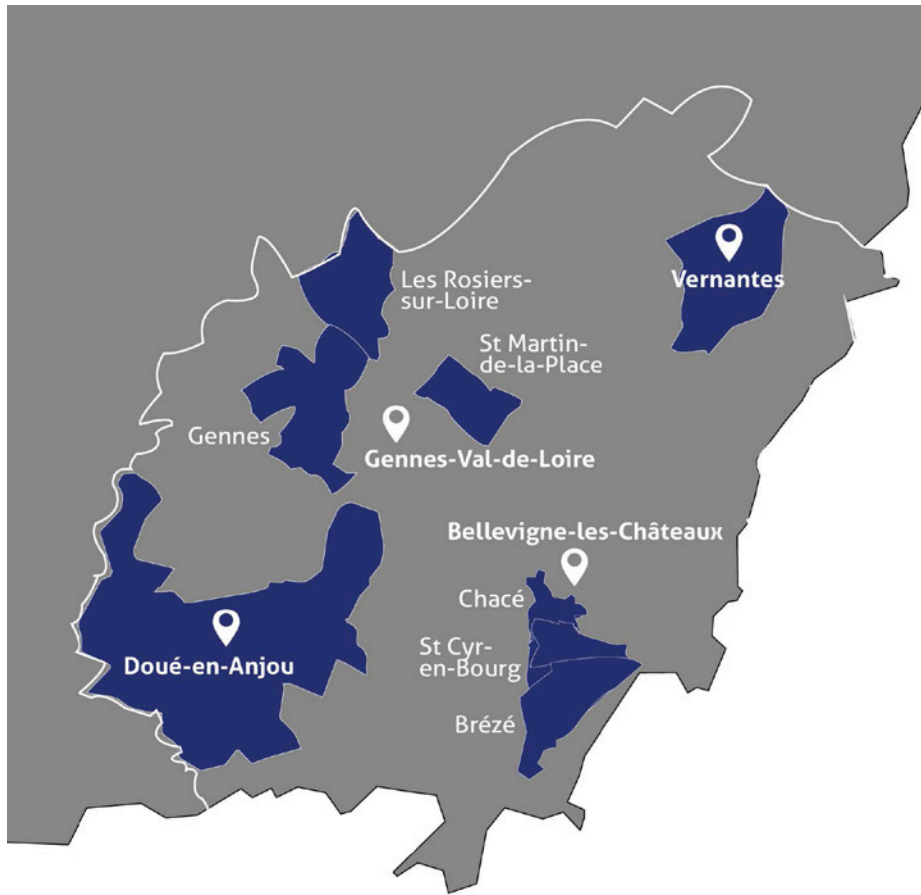 Vernantes
Les Rosiers-
sur-Loire
St Martin-
de-la-Place
Gennes
Gennes-Val-de-Loire
Bellevigne-les-Châteaux
Chacé
St Cyr-
en-Bourg
Doué-en-Anjou
Brézé